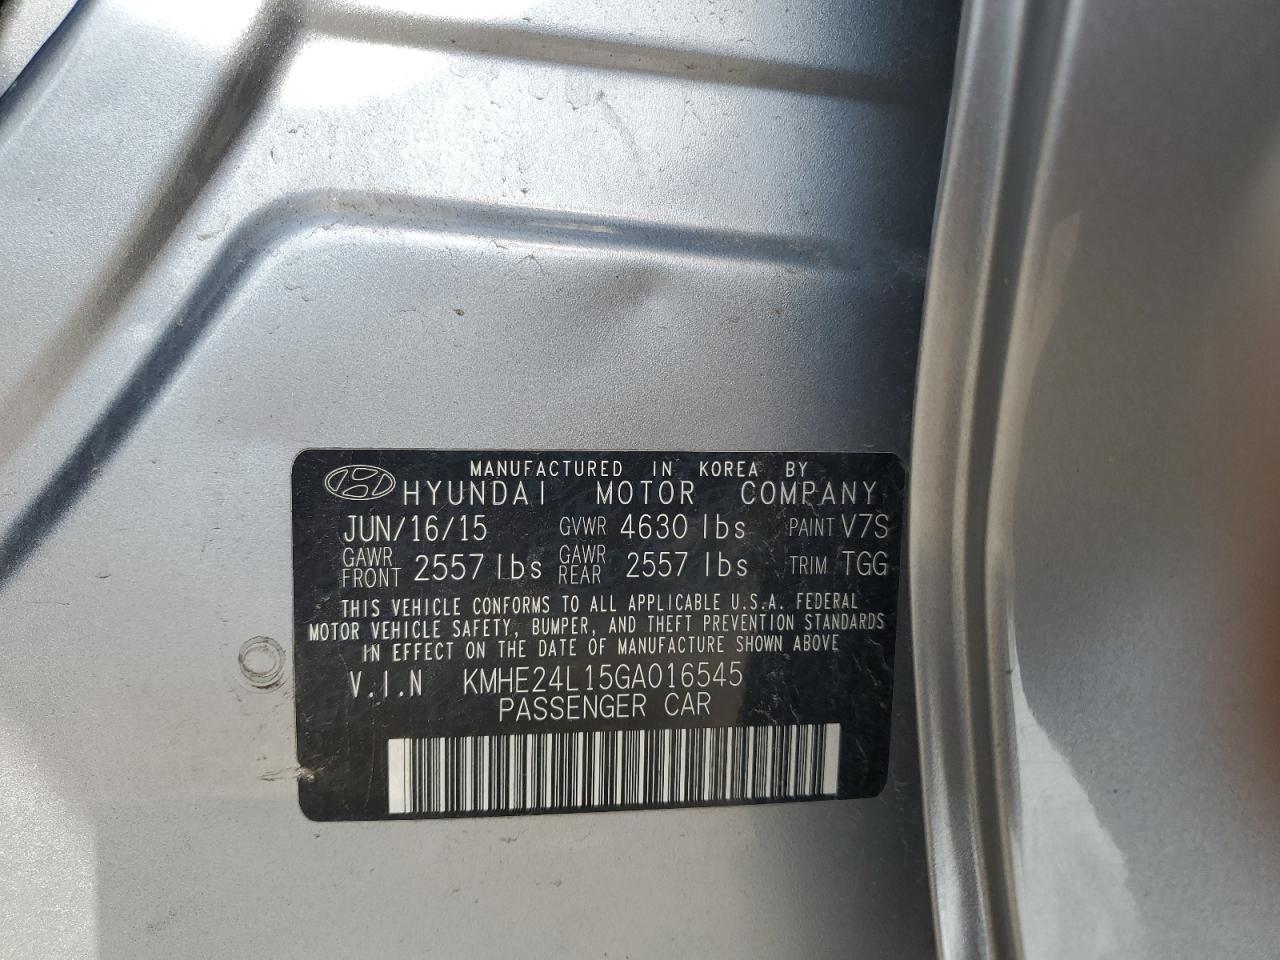 MANUFACTURED IN KOREA BY
HYUNDAI MOTOR COMPANY
JUN/16/15 GVWR 4630 lbs PAINT V7S
GAWR FRONT 2557 lbs GAWR REAR 2557 lbs TRIM TGG
THIS VEHICLE CONFORMS TO ALL APPLICABLE U.S.A. FEDERAL
MOTOR VEHICLE SAFETY, BUMPER, AND THEFT PREVENTION STANDARDS
IN EFFECT ON THE DATE OF MANUFACTURE SHOWN ABOVE
V.I.N KMHE24L15GA016545
PASSENGER CAR